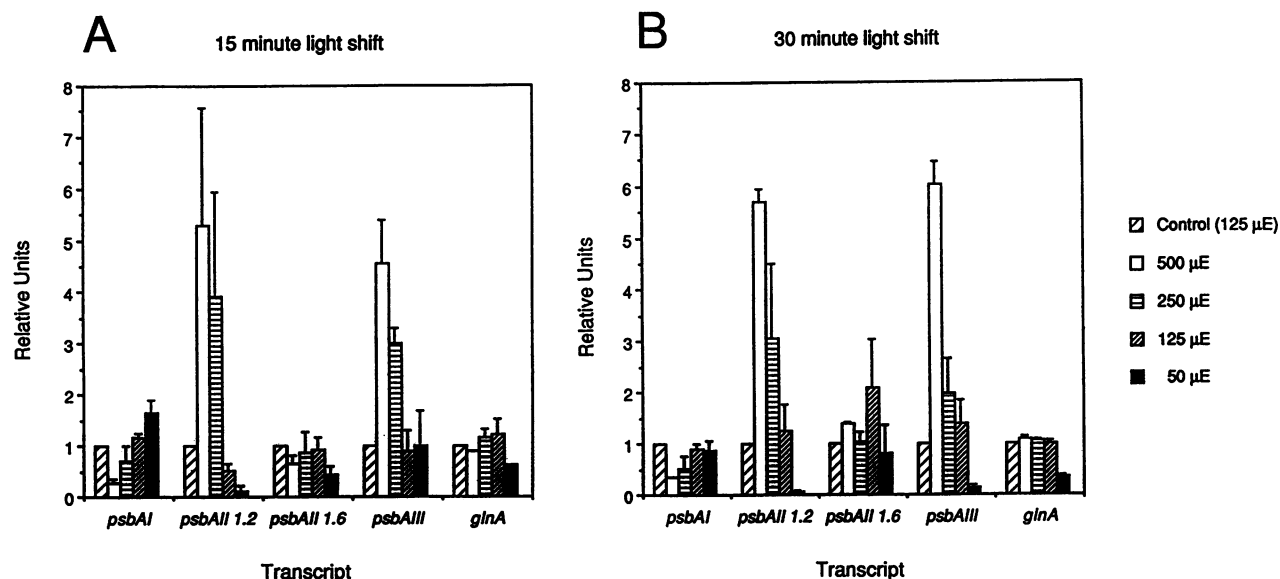 A
15 minute light shift
8
7
6
5
4
3
2
1
0
Relative Units
psbAI
psbAII 1.2
psbAII 1.6
psbAIII
glnA
Transcript
B
30 minute light shift
8
7
6
5
4
3
2
1
0
Relative Units
psbAI
psbAII 1.2
psbAII 1.6
psbAIII
glnA
Transcript
Control (125 µE)
500 µE
250 µE
125 µE
50 µE